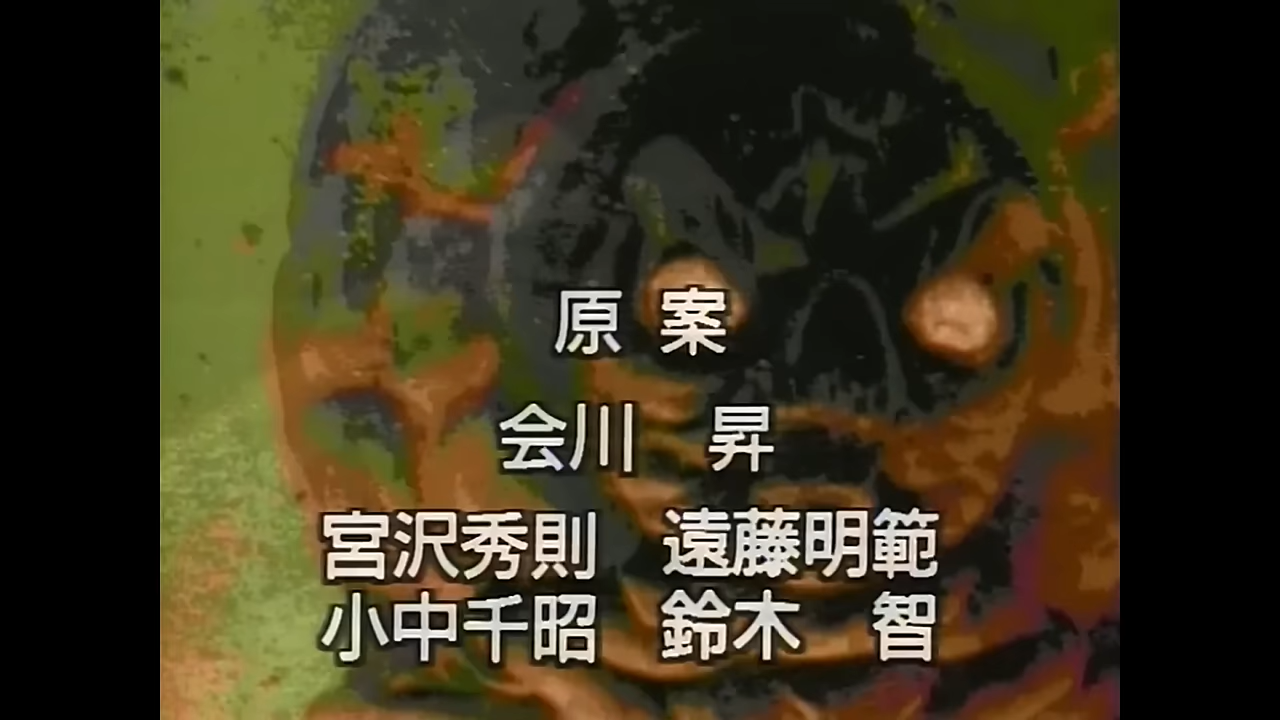 原 案
会川 昇
宮沢秀則 遠藤明範
小中千昭 鈴木 智